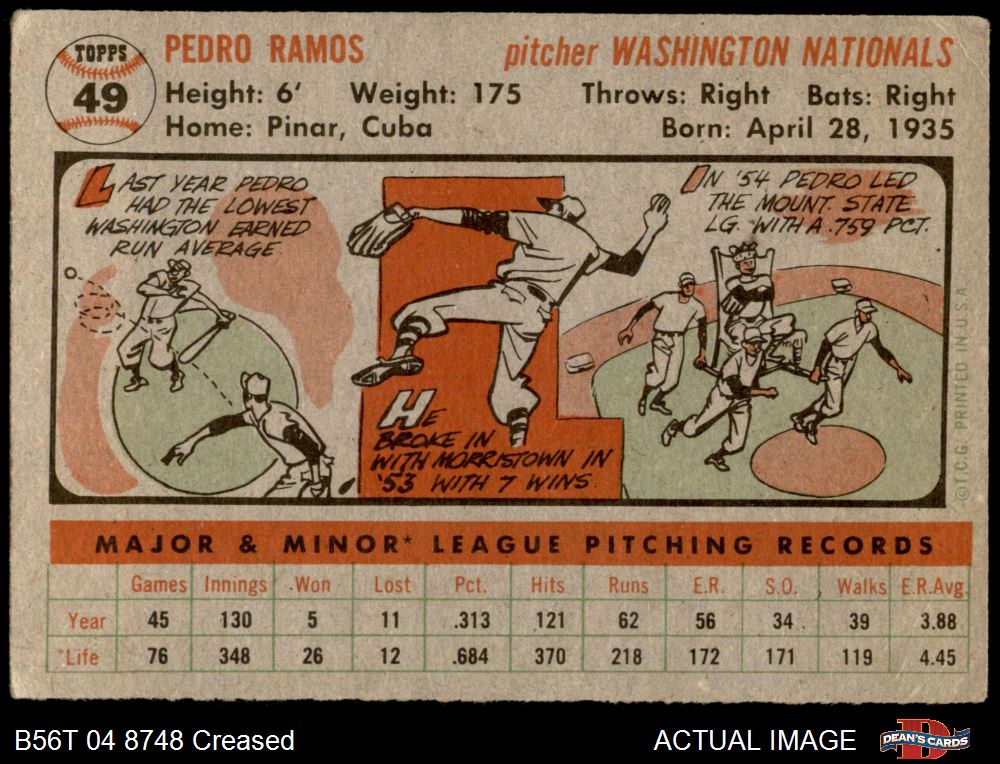 TOPPS
49
PEDRO RAMOS
pitcher WASHINGTON NATIONALS
Height: 6' Weight: 175 Throws: Right Bats: Right
Home: Pinar, Cuba Born: April 28, 1935
LAST YEAR PEDRO
HAD THE LOWEST
WASHINGTON EARNED
RUN AVERAGE.
HE
BROKE IN
WITH MORRISTOWN IN
'53 WITH 7 WINS.
IN '54 PEDRO LED
THE MOUNT. STATE
LG. WITH A .759 PCT.
©T.C.G. PRINTED IN U.S.A.
MAJOR & MINOR* LEAGUE PITCHING RECORDS
Games Innings Won Lost Pct. Hits Runs E.R. S.O. Walks E.R.Avg.
Year 45 130 5 11 .313 121 62 56 34 39 3.88
*Life 76 348 26 12 .684 370 218 172 171 119 4.45
B56T 04 8748 Creased
ACTUAL IMAGE
DEAN'S CARDS